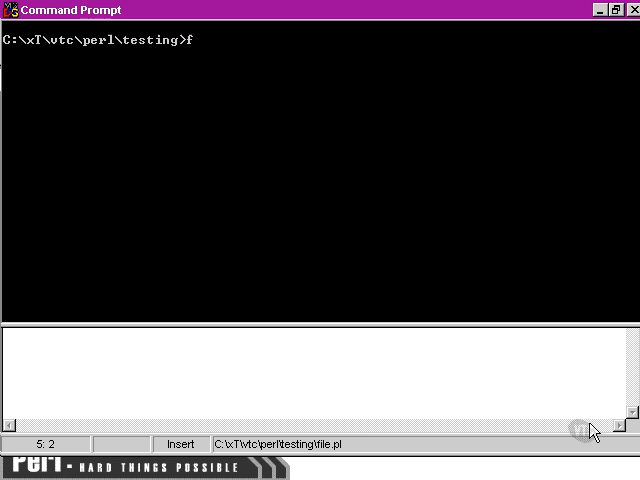 Command Prompt
C:\xT\vtc\perl\testing>f
VT
5: 2 Insert C:\xT\vtc\perl\testing\file.pl
Perl - HARD THINGS POSSIBLE